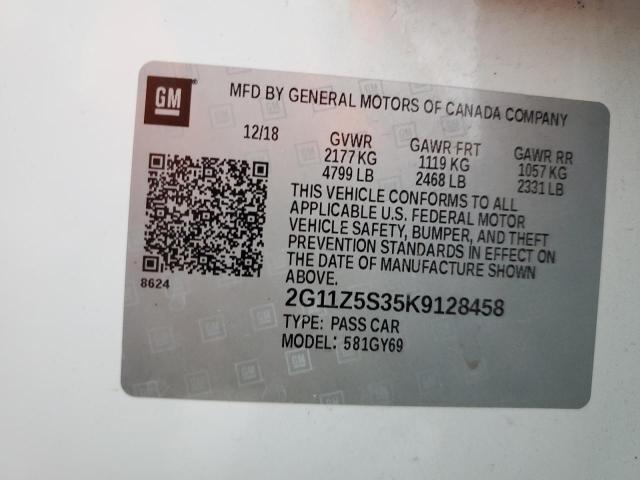 GM
MFD BY GENERAL MOTORS OF CANADA COMPANY
12/18
GVWR
2177 KG
4799 LB
GAWR FRT
1119 KG
2468 LB
GAWR RR
1057 KG
2331 LB
THIS VEHICLE CONFORMS TO ALL
APPLICABLE U.S. FEDERAL MOTOR
VEHICLE SAFETY, BUMPER, AND THEFT
PREVENTION STANDARDS IN EFFECT ON
THE DATE OF MANUFACTURE SHOWN
ABOVE.
8624
2G11Z5S35K9128458
TYPE: PASS CAR
MODEL: 581GY69